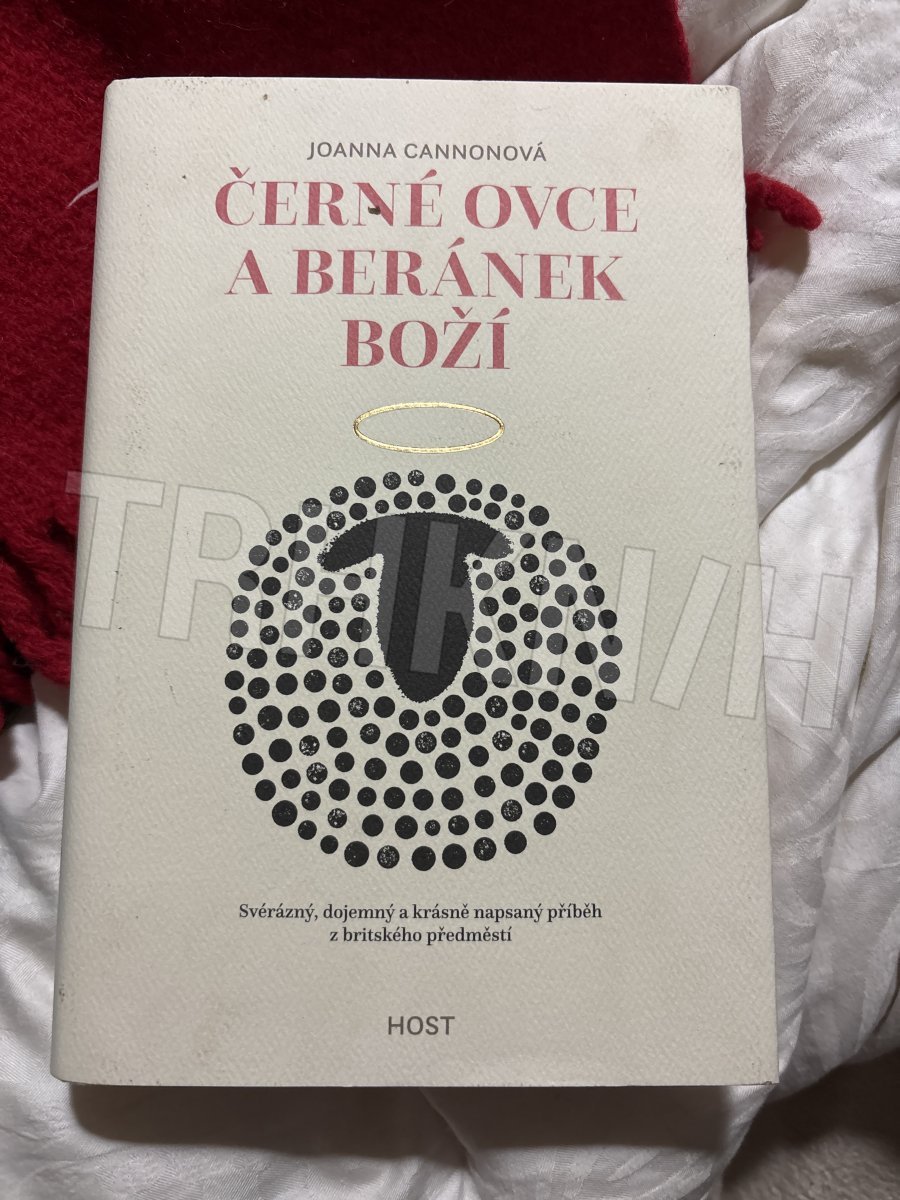 JOANNA CANNONOVÁ
ČERNÉ OVCE
A BERÁNEK
BOŽÍ
Svérázný, dojemný a krásně napsaný příběh
z britského předměstí
HOST